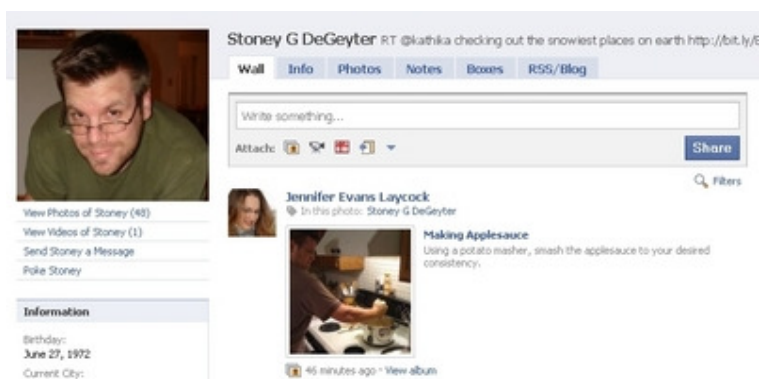 Stoney G DeGeyter RT @kathika checking out the snowiest places on earth http://bit.ly/
Wall Info Photos Notes Boxes RSS/Blog
Write something...
Attach:
Share
Filters
View Photos of Stoney (48)
View Videos of Stoney (1)
Send Stoney a Message
Poke Stoney
Information
Birthday:
June 27, 1972
Current City:
Jennifer Evans Laycock
In this photo: Stoney G DeGeyter
Making Applesauce
Using a potato masher, smash the applesauce to your desired
consistency.
46 minutes ago · View album